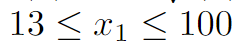 13 ≤ x₁ ≤ 100